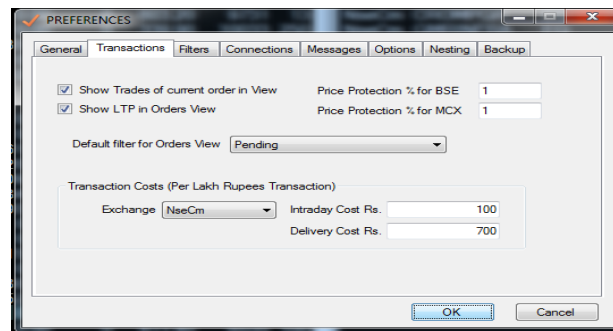 PREFERENCES
General Transactions Filters Connections Messages Options Nesting Backup
Show Trades of current order in View Price Protection % for BSE 1
Show LTP in Orders View Price Protection % for MCX 1
Default filter for Orders View Pending
Transaction Costs (Per Lakh Rupees Transaction)
Exchange NseCm Intraday Cost Rs. 100
Delivery Cost Rs. 700
OK Cancel